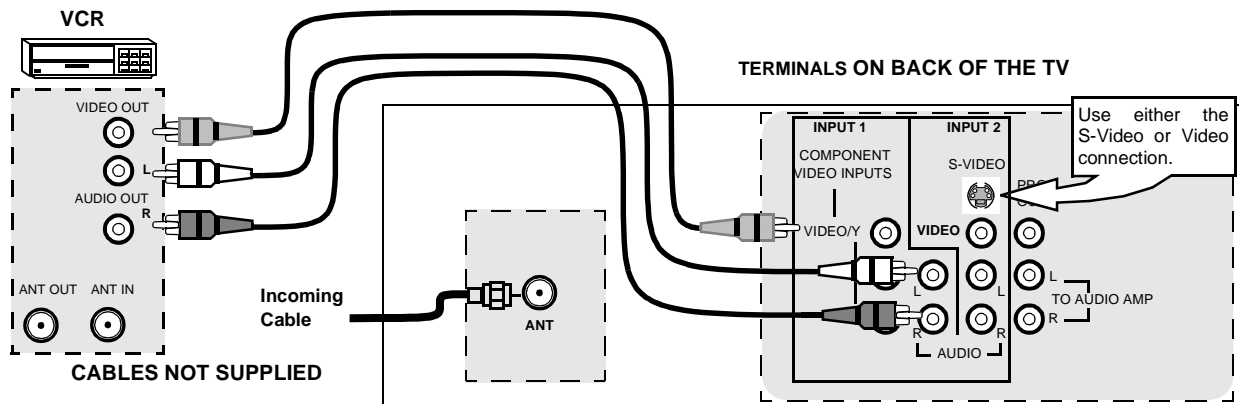 VCR
TERMINALS ON BACK OF THE TV
VIDEO OUT
L
AUDIO OUT
R
ANT OUT ANT IN
CABLES NOT SUPPLIED
Incoming
Cable
ANT
INPUT 1
INPUT 2
COMPONENT
VIDEO INPUTS
S-VIDEO
VIDEO/Y
VIDEO
L
L
L
R
R
R
AUDIO
TO AUDIO AMP
Use either the
S-Video or Video
connection.